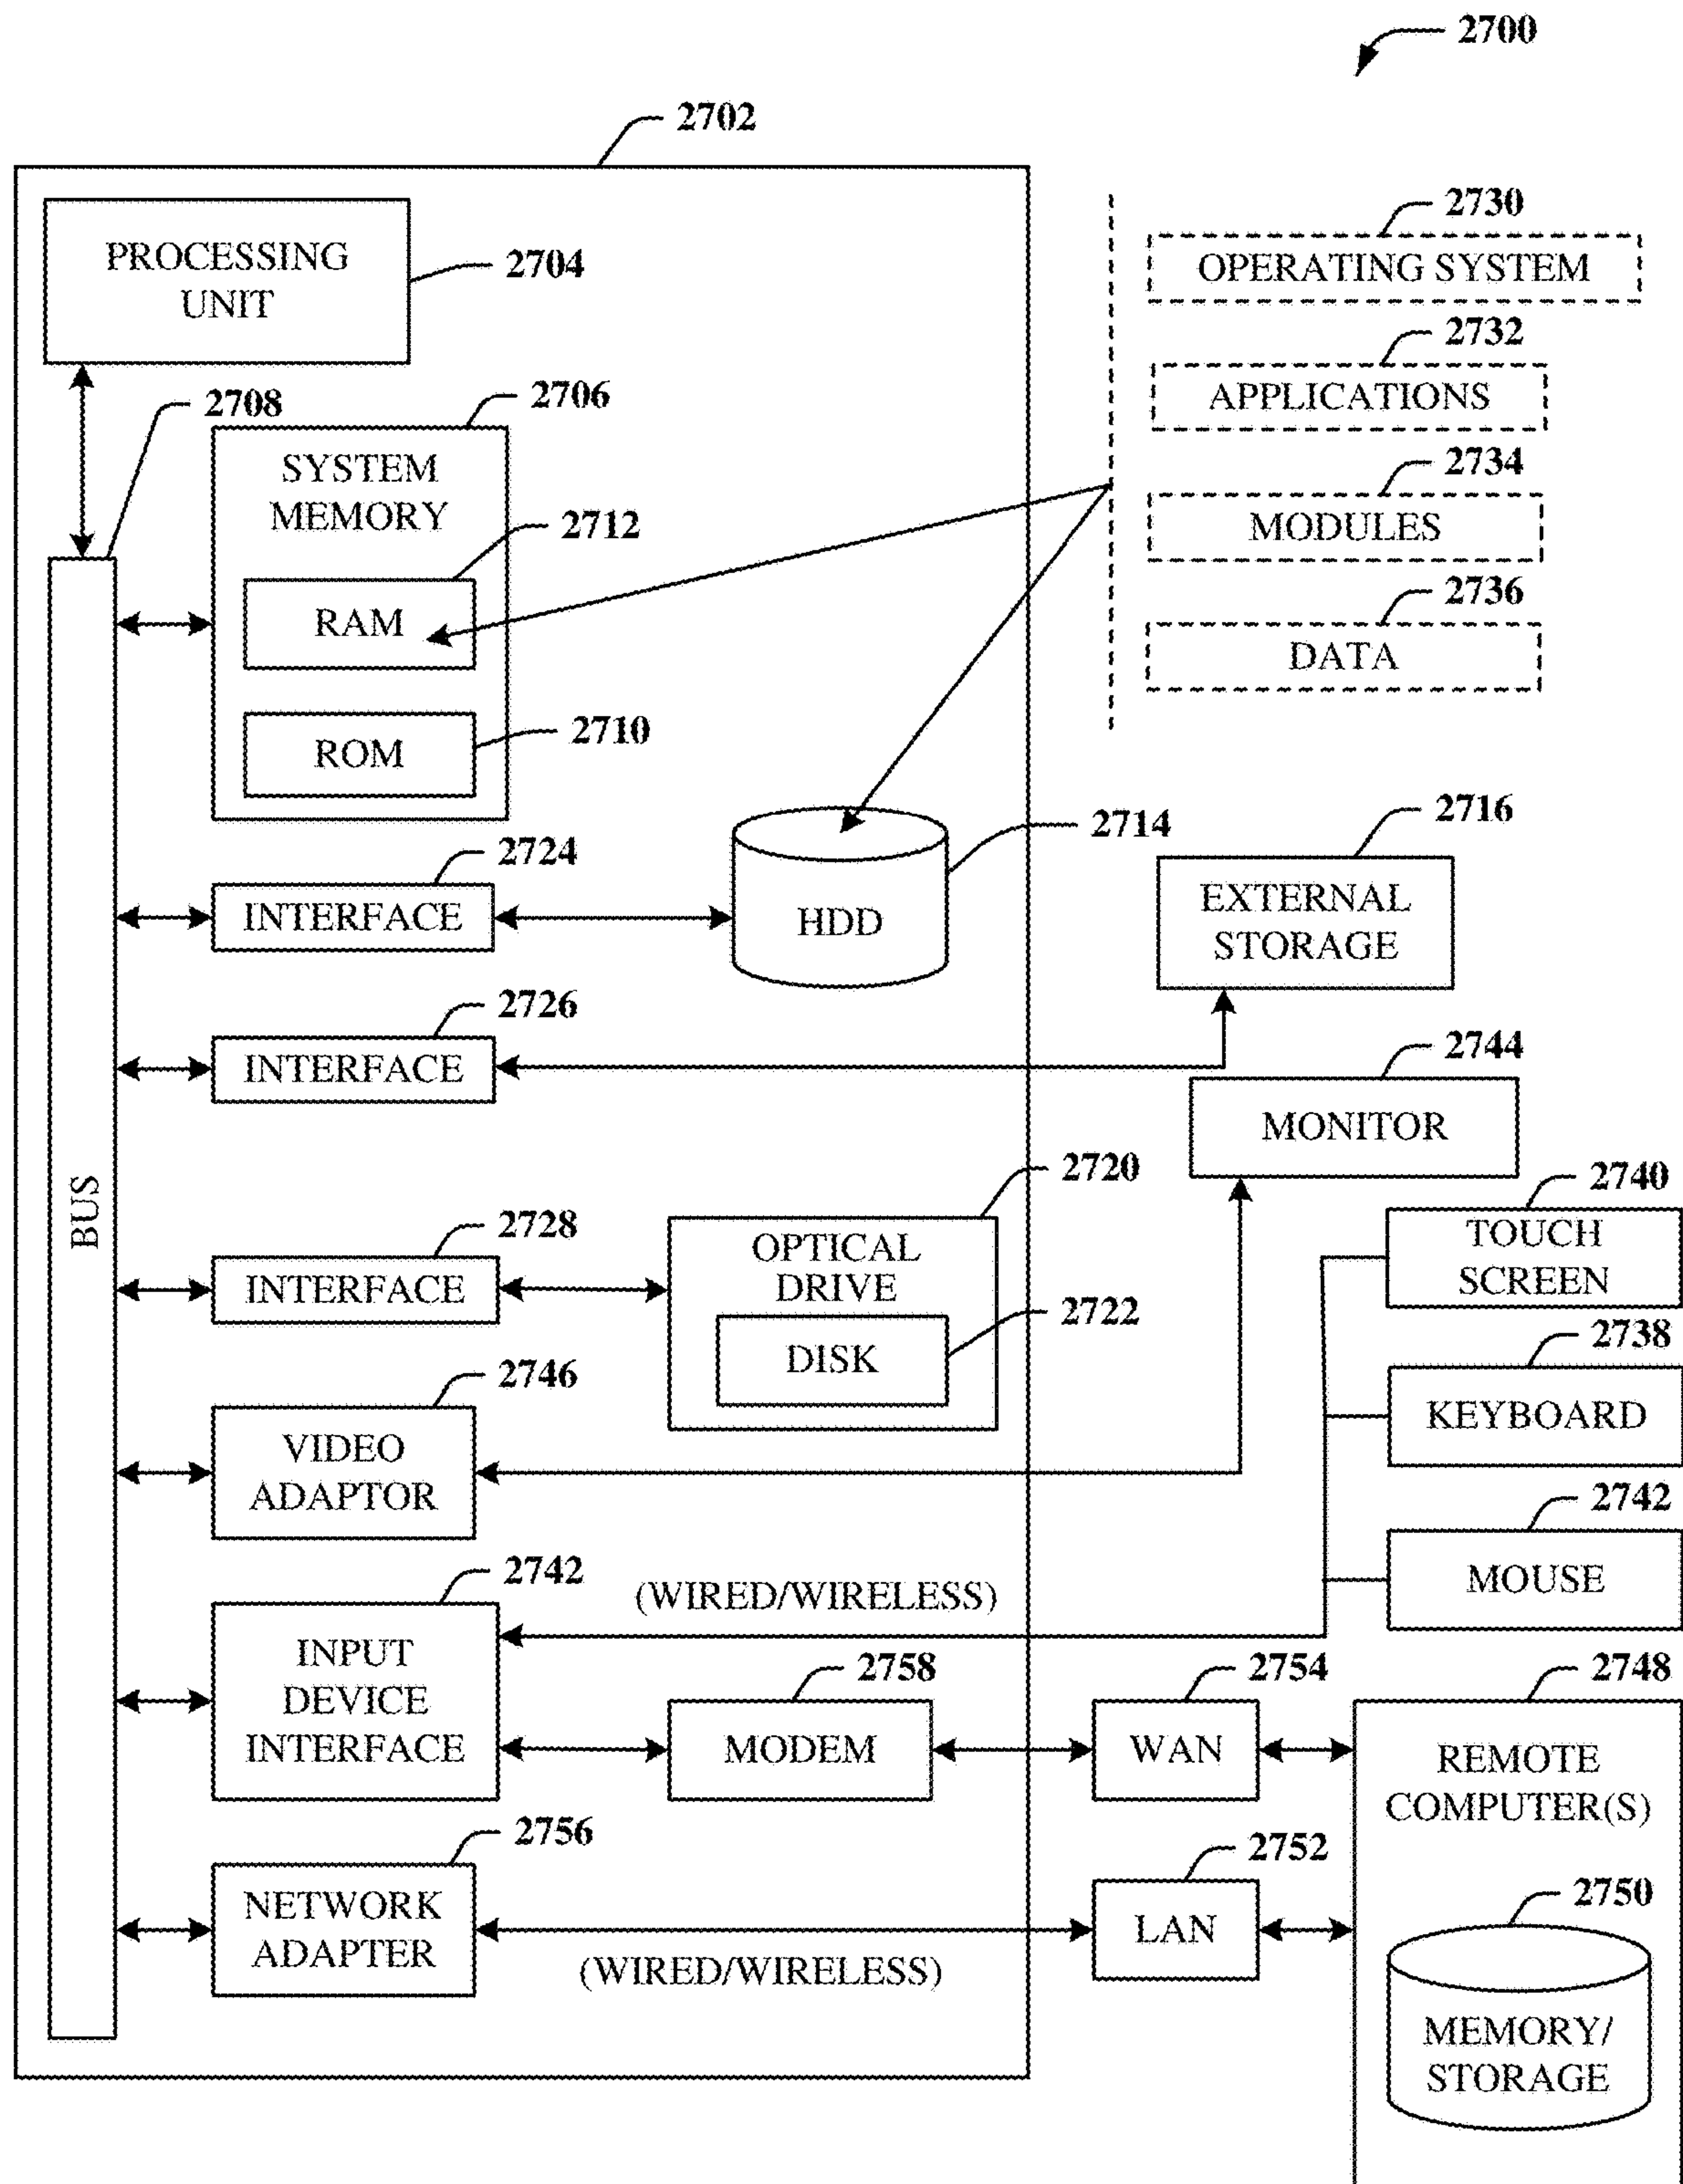 2700
2702
PROCESSING
UNIT
2704
2730
OPERATING SYSTEM
2732
APPLICATIONS
2734
MODULES
2736
DATA
2708
BUS
2706
SYSTEM
MEMORY
2712
RAM
2710
ROM
2724
INTERFACE
2714
HDD
2716
EXTERNAL
STORAGE
2726
INTERFACE
2744
MONITOR
2728
INTERFACE
2720
OPTICAL
DRIVE
2722
DISK
2740
TOUCH
SCREEN
2738
KEYBOARD
2742
MOUSE
2746
VIDEO
ADAPTOR
2742
INPUT
DEVICE
INTERFACE
(WIRED/WIRELESS)
2758
MODEM
2754
WAN
2748
REMOTE
COMPUTER(S)
2756
NETWORK
ADAPTER
(WIRED/WIRELESS)
2752
LAN
2750
MEMORY/
STORAGE